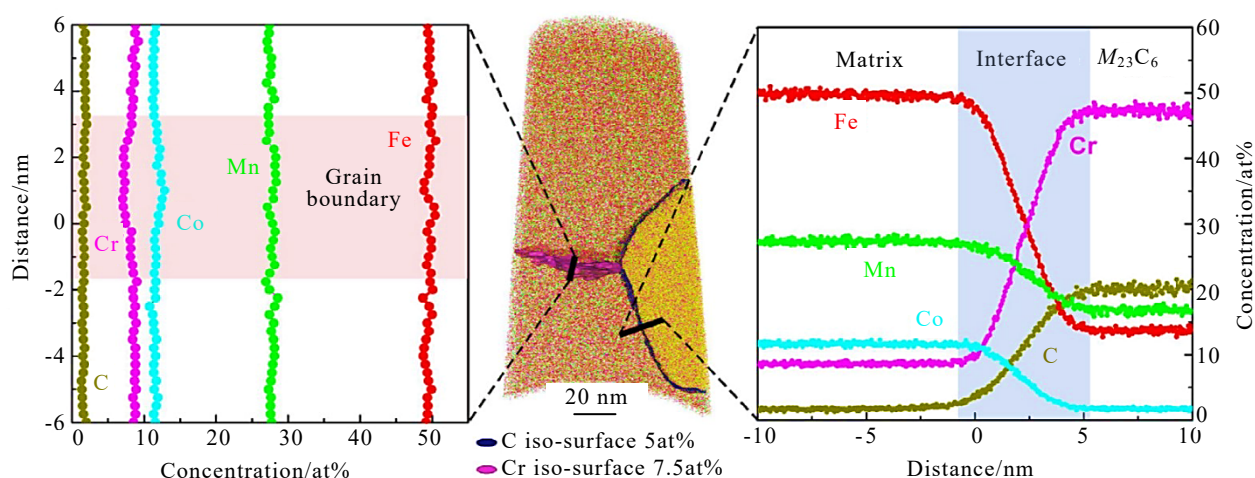 6
4
2
0
-2
-4
-6
Distance/nm
0
10
20
30
40
50
Concentration/at%
C
Cr
Co
Mn
Fe
Grain
boundary
20 nm
C iso-surface 5at%
Cr iso-surface 7.5at%
Matrix
Interface
M₂₃C₆
Fe
Cr
Mn
Co
C
60
50
40
30
20
10
0
Concentration/at%
-10
-5
0
5
10
Distance/nm